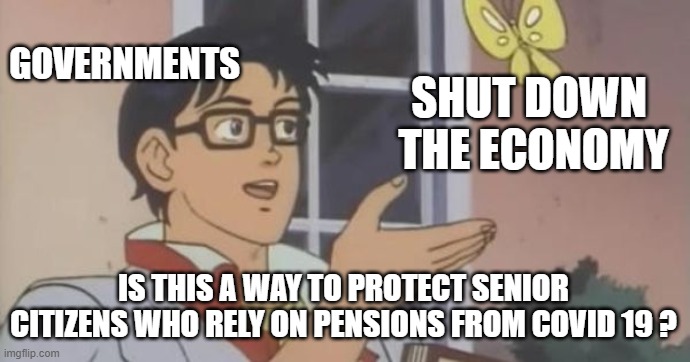 GOVERNMENTS
SHUT DOWN
THE ECONOMY
IS THIS A WAY TO PROTECT SENIOR
CITIZENS WHO RELY ON PENSIONS FROM COVID 19 ?
imgflip.com